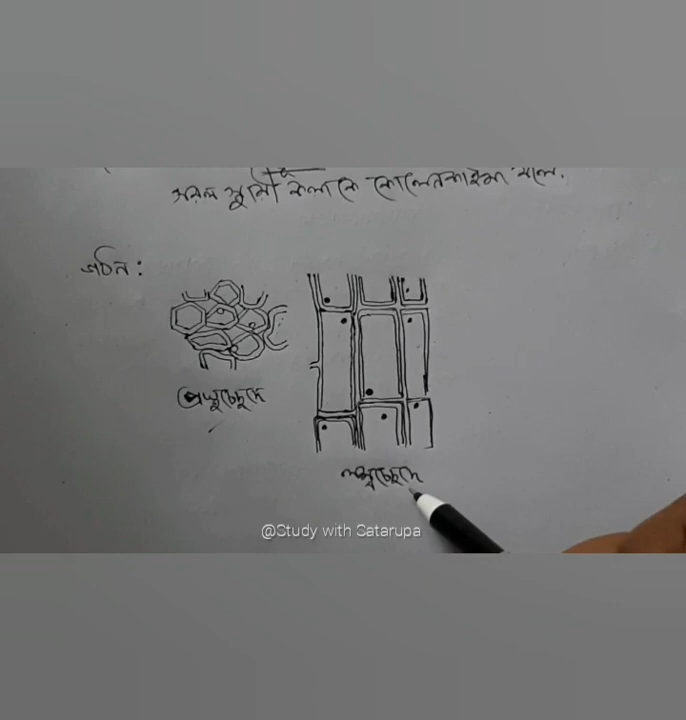 সরল স্থায়ী কলাকে কোলেনকাইমা বলে.
গঠন:
প্রস্থচ্ছেদ
লম্বচ্ছেদ
@Study with Satarupa